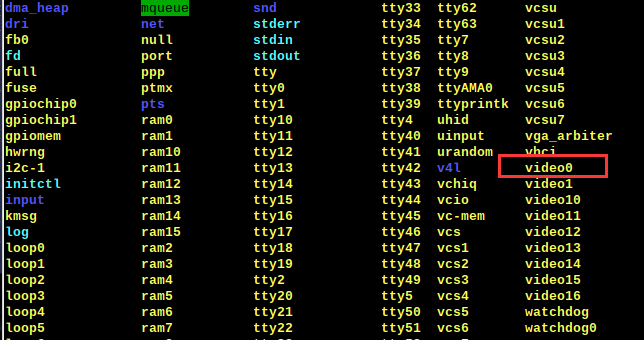 dma_heap mqueue snd tty33 tty62 vcsu
dri net stderr tty34 tty63 vcsu1
fb0 null stdin tty35 tty7 vcsu2
fd port stdout tty36 tty8 vcsu3
full ppp tty tty37 tty9 vcsu4
fuse ptmx tty0 tty38 ttyAMA0 vcsu5
gpiochip0 pts tty1 tty39 ttyprintk vcsu6
gpiochip1 ram0 tty10 tty4 uhid vcsu7
gpiomem ram1 tty11 tty40 uinput vga_arbiter
hwrng ram10 tty12 tty41 urandom vhci
i2c-1 ram11 tty13 tty42 v4l video0
initctl ram12 tty14 tty43 vchiq video1
input ram13 tty15 tty44 vcio video10
kmsg ram14 tty16 tty45 vc-mem video11
log ram15 tty17 tty46 vcs video12
loop0 ram2 tty18 tty47 vcs1 video13
loop1 ram3 tty19 tty48 vcs2 video14
loop2 ram4 tty2 tty49 vcs3 video15
loop3 ram5 tty20 tty5 vcs4 video16
loop4 ram6 tty21 tty50 vcs5 watchdog
loop5 ram7 tty22 tty51 vcs6 watchdog0